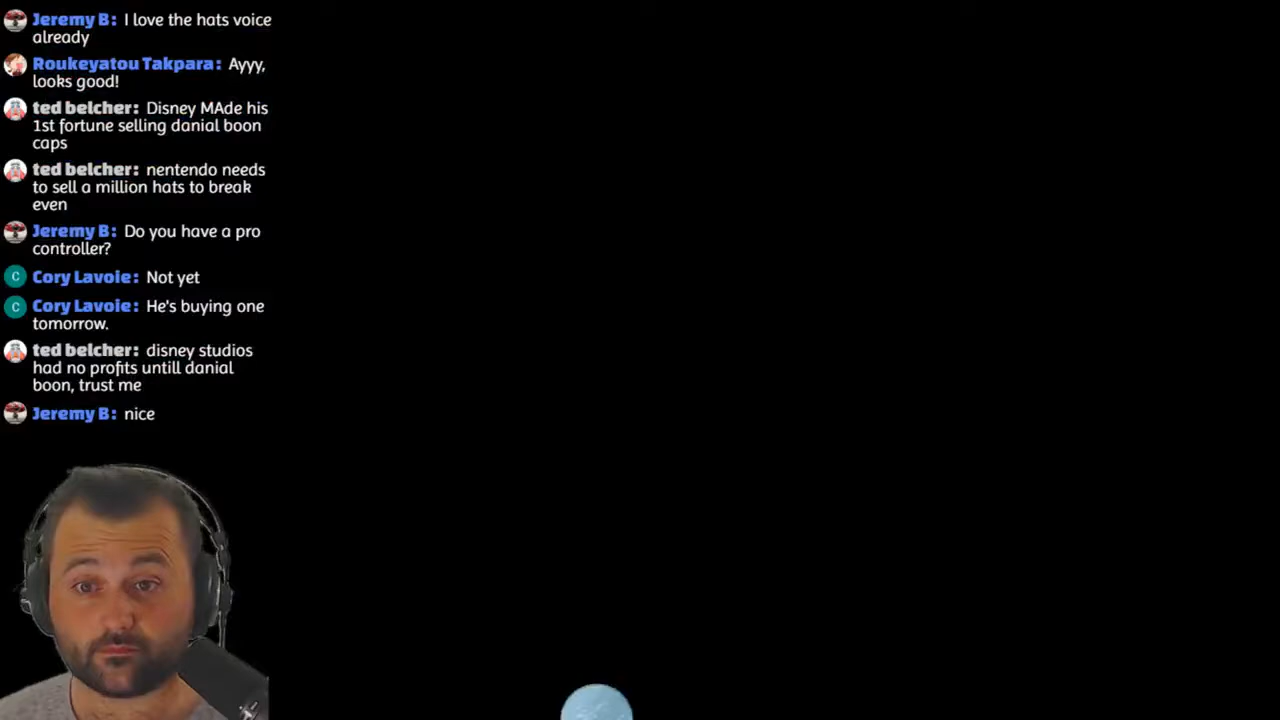 Jeremy B: I love the hats voice
already
Roukeyatou Takpara: Ayyy,
looks good!
ted belcher: Disney MAde his
1st fortune selling danial boon
caps
ted belcher: nentendo needs
to sell a million hats to break
even
Jeremy B: Do you have a pro
controller?
C Cory Lavoie: Not yet
C Cory Lavoie: He's buying one
tomorrow.
ted belcher: disney studios
had no profits untill danial
boon, trust me
Jeremy B: nice